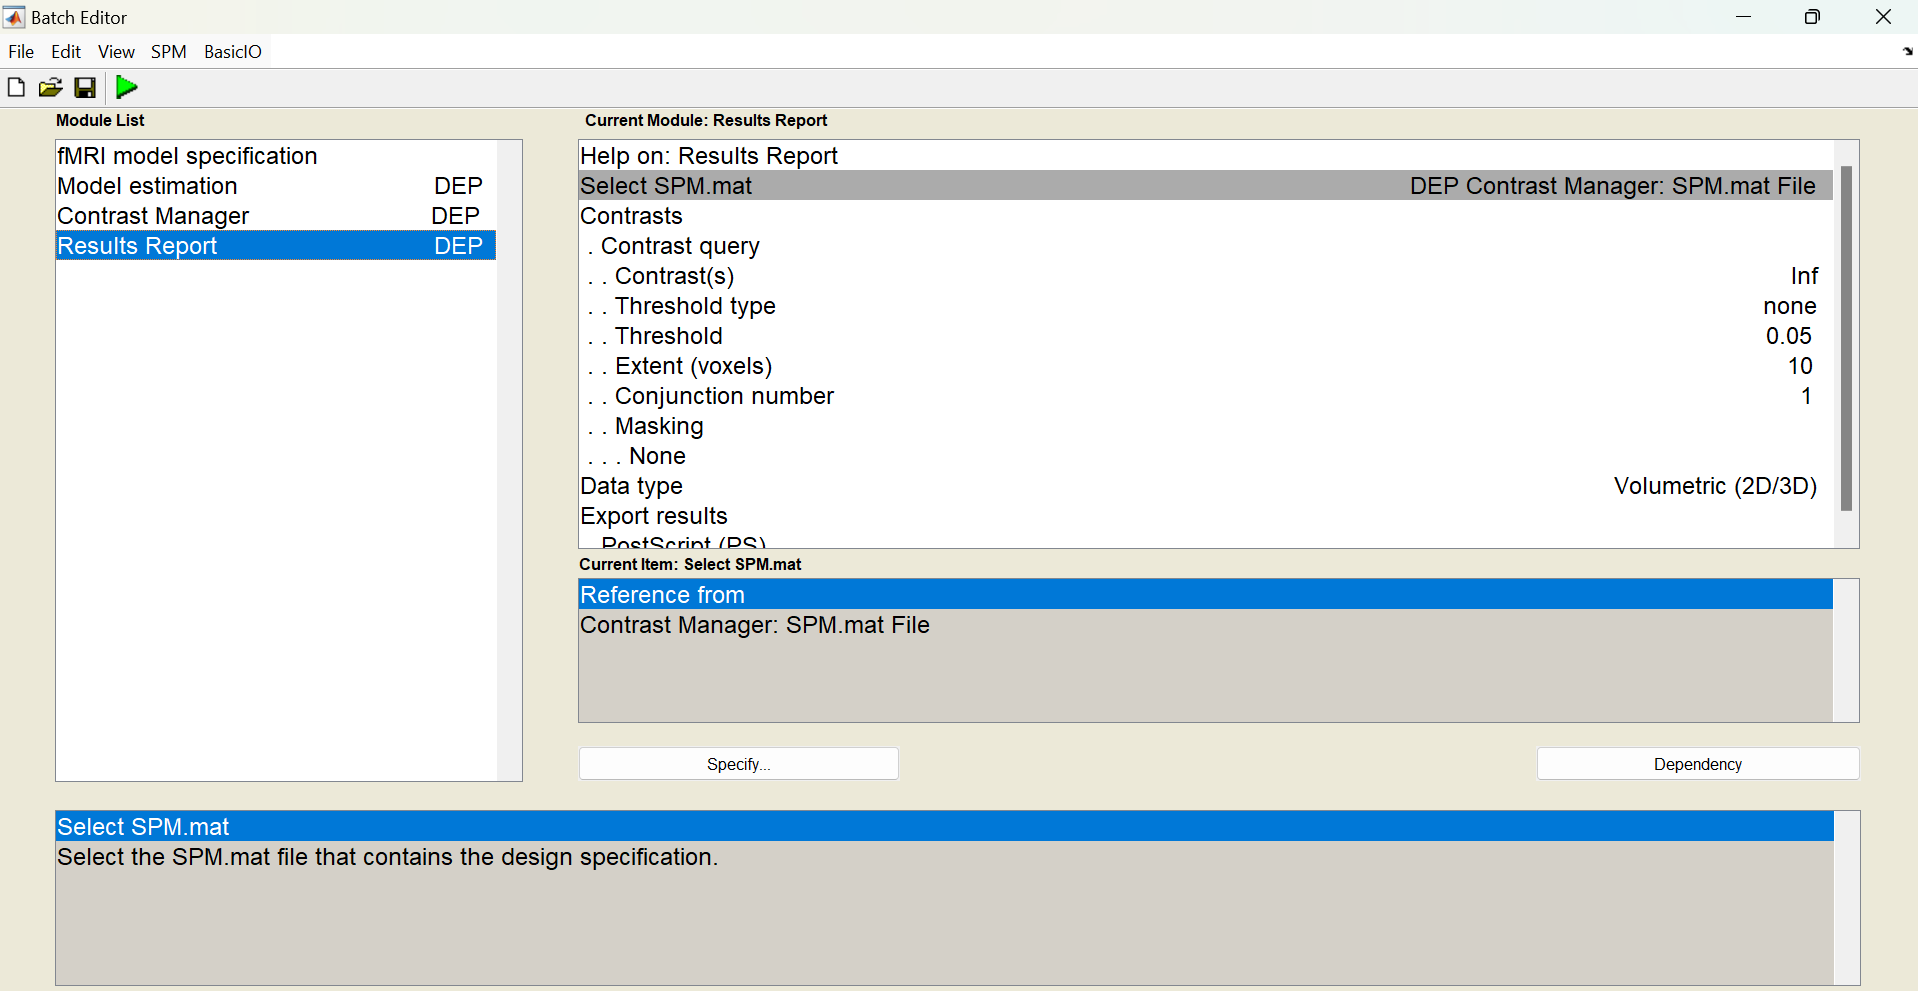 Batch Editor
File Edit View SPM BasicIO
Module List
fMRI model specification
Model estimation DEP
Contrast Manager DEP
Results Report DEP
Current Module: Results Report
Help on: Results Report
Select SPM.mat DEP Contrast Manager: SPM.mat File
Contrasts
. Contrast query
. . Contrast(s) Inf
. . Threshold type none
. . Threshold 0.05
. . Extent (voxels) 10
. . Conjunction number 1
. . Masking
. . . None
Data type Volumetric (2D/3D)
Export results
PostScript (PS)
Current Item: Select SPM.mat
Reference from
Contrast Manager: SPM.mat File
Specify...
Dependency
Select SPM.mat
Select the SPM.mat file that contains the design specification.